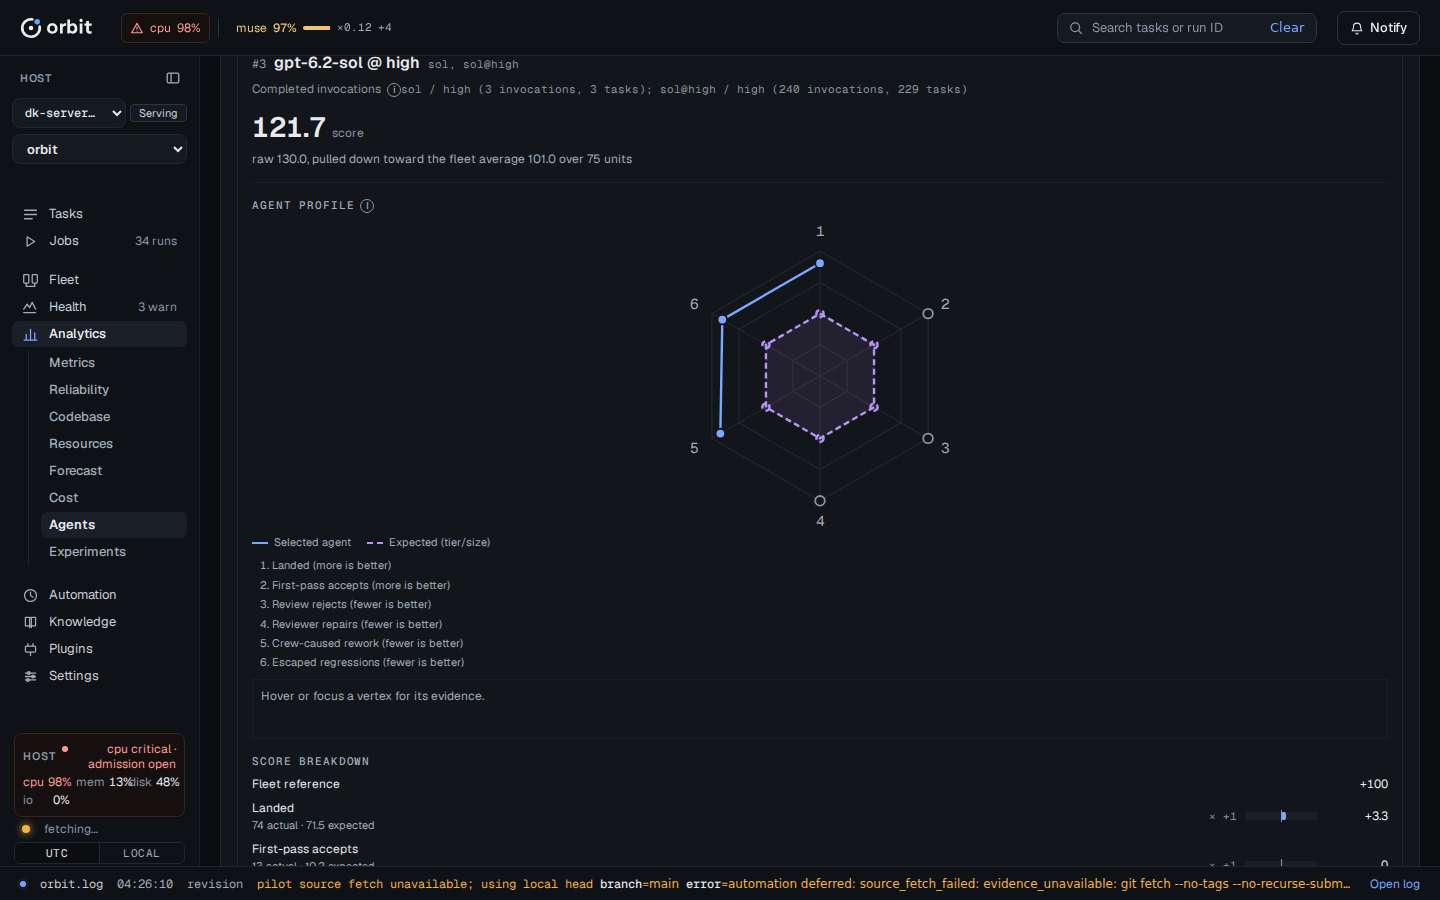 orbit
cpu 98%
muse 97% ×0.12 +4
Search tasks or run ID
Clear
Notify
HOST
dk-server…
Serving
orbit
Tasks
Jobs 34 runs
Fleet
Health 3 warn
Analytics
Metrics
Reliability
Codebase
Resources
Forecast
Cost
Agents
Experiments
Automation
Knowledge
Plugins
Settings
HOST cpu critical · admission open
cpu 98% mem 13% disk 48%
io 0%
fetching…
UTC LOCAL
#3 gpt-6.2-sol @ high sol, sol@high
Completed invocations i sol / high (3 invocations, 3 tasks); sol@high / high (240 invocations, 229 tasks)
121.7 score
raw 130.0, pulled down toward the fleet average 101.0 over 75 units
AGENT PROFILE i
1
2
3
4
5
6
Selected agent Expected (tier/size)
1. Landed (more is better)
2. First-pass accepts (more is better)
3. Review rejects (fewer is better)
4. Reviewer repairs (fewer is better)
5. Crew-caused rework (fewer is better)
6. Escaped regressions (fewer is better)
Hover or focus a vertex for its evidence.
SCORE BREAKDOWN
Fleet reference +100
Landed
74 actual · 71.5 expected × +1 +3.3
First-pass accepts
orbit.log 04:26:10 revision pilot source fetch unavailable; using local head branch=main error=automation deferred: source_fetch_failed: evidence_unavailable: git fetch --no-tags --no-recurse-subm… Open log